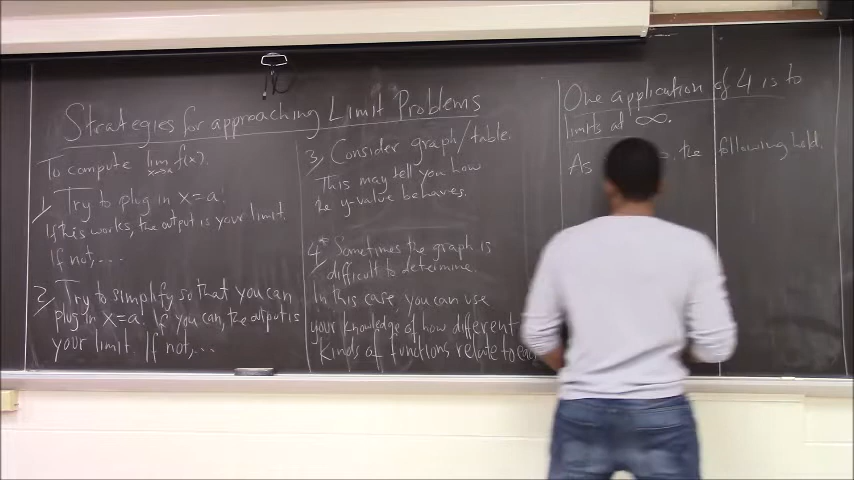 Strategies for approaching Limit Problems
To compute lim f(x).
x→a
1/ Try to plug in x=a.
If this works, the output is your limit.
If not,...
2/ Try to simplify so that you can
plug in x=a. If you can, the output is
your limit. If not,...
3/ Consider graph/table.
This may tell you how
the y-value behaves.
4*/ Sometimes the graph is
difficult to determine.
In this case, you can use
your knowledge of how different
kinds of functions relate to
One application of 4 is to
limits at ∞.
As the following hold.